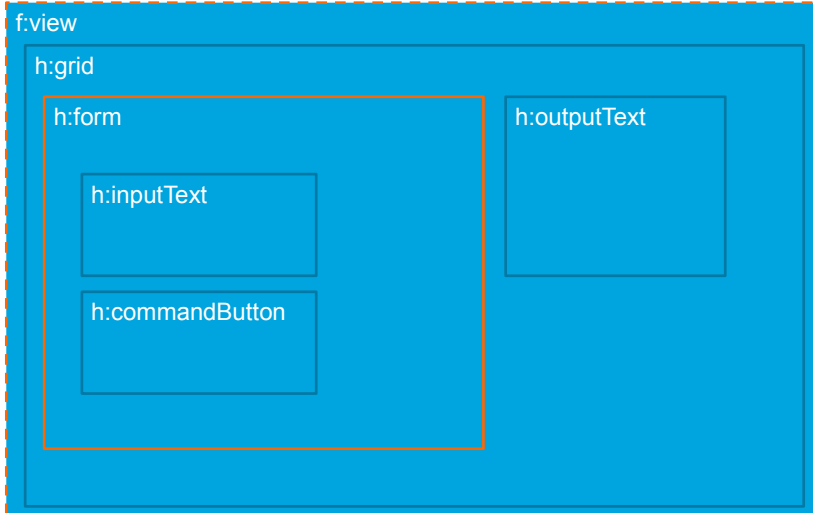 f:view
h:grid
h:form
h:outputText
h:inputText
h:commandButton